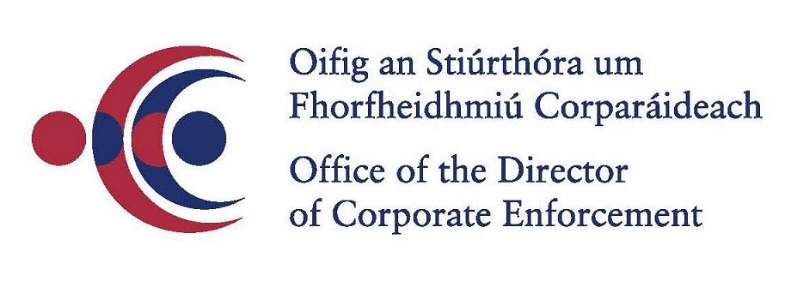 Oifig an Stiúrthóra um
Fhorfheidhmiú Corparáideach
Office of the Director
of Corporate Enforcement